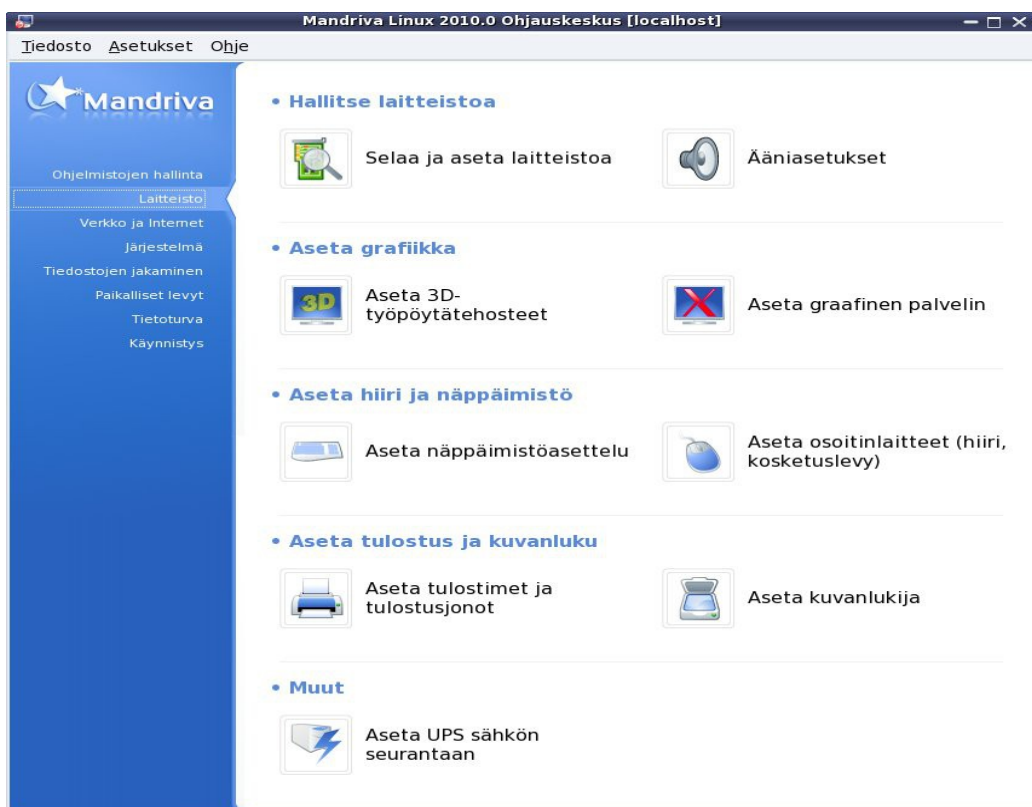 Mandriva Linux 2010.0 Ohjauskeskus [localhost]
Tiedosto Asetukset Ohje
Mandriva
Ohjelmistojen hallinta
Laitteisto
Verkko ja Internet
Järjestelmä
Tiedostojen jakaminen
Paikalliset levyt
Tietoturva
Käynnistys
• Hallitse laitteistoa
Selaa ja aseta laitteistoa
Ääniasetukset
• Aseta grafiikka
3D
Aseta 3D-
työpöytätehosteet
Aseta graafinen palvelin
• Aseta hiiri ja näppäimistö
Aseta näppäimistöasettelu
Aseta osoitinlaitteet (hiiri,
kosketuslevy)
• Aseta tulostus ja kuvanluku
Aseta tulostimet ja
tulostusjonot
Aseta kuvanlukija
• Muut
Aseta UPS sähkön
seurantaan